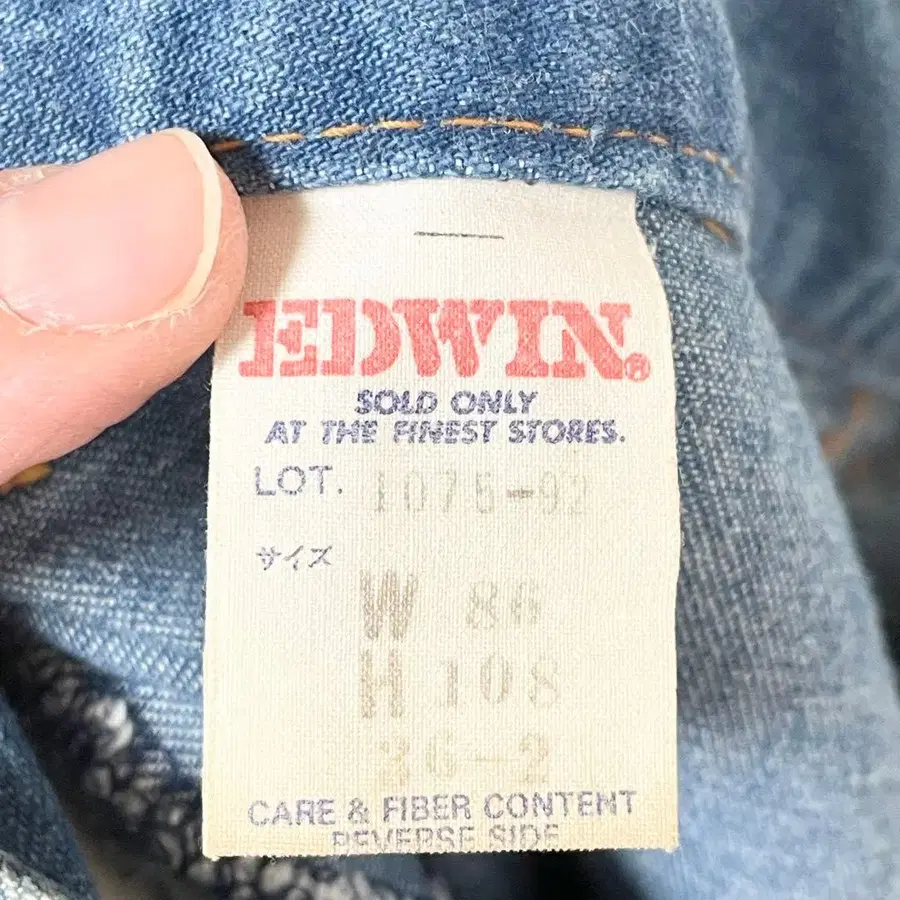 EDWIN®
SOLD ONLY
AT THE FINEST STORES.
LOT. 1075-92
サイズ
W 86
H 108
36-2
CARE & FIBER CONTENT
REVERSE SIDE